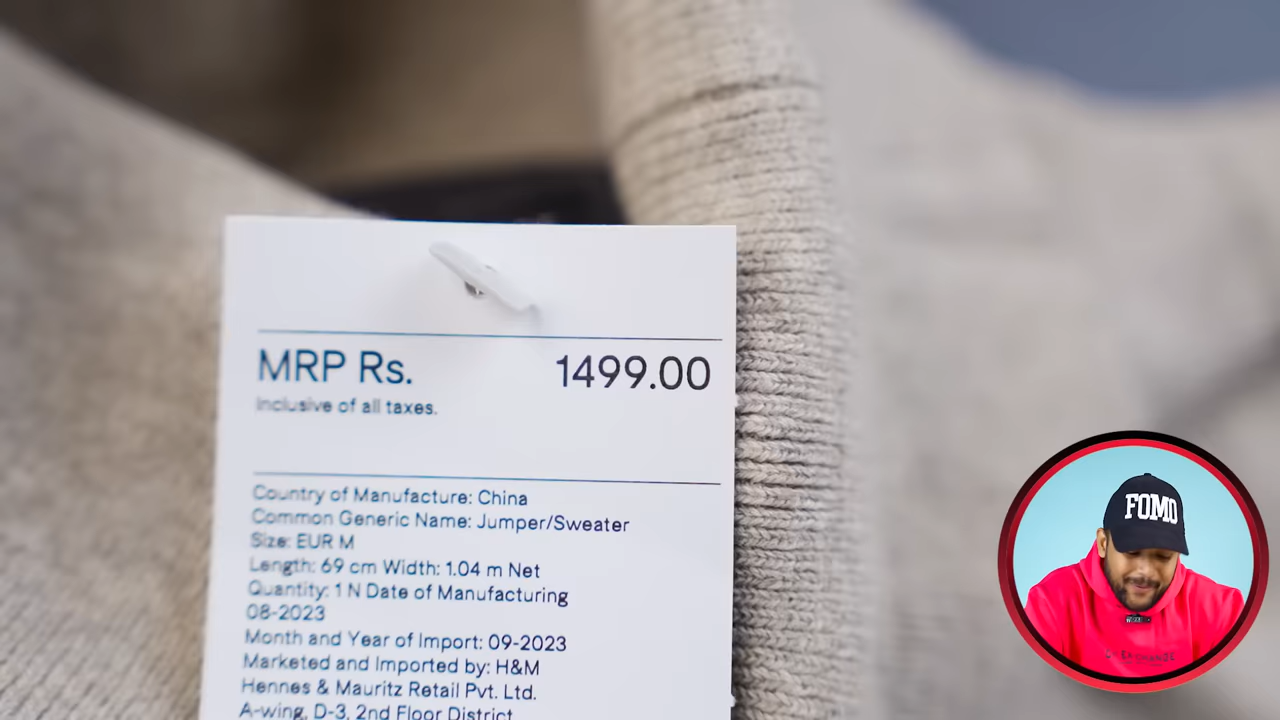 MRP Rs. 1499.00
Inclusive of all taxes.
Country of Manufacture: China
Common Generic Name: Jumper/Sweater
Size: EUR M
Length: 69 cm Width: 1.04 m Net
Quantity: 1 N Date of Manufacturing
08-2023
Month and Year of Import: 09-2023
Marketed and Imported by: H&M
Hennes & Mauritz Retail Pvt. Ltd.
A-wing, D-3, 2nd Floor District
FOMO